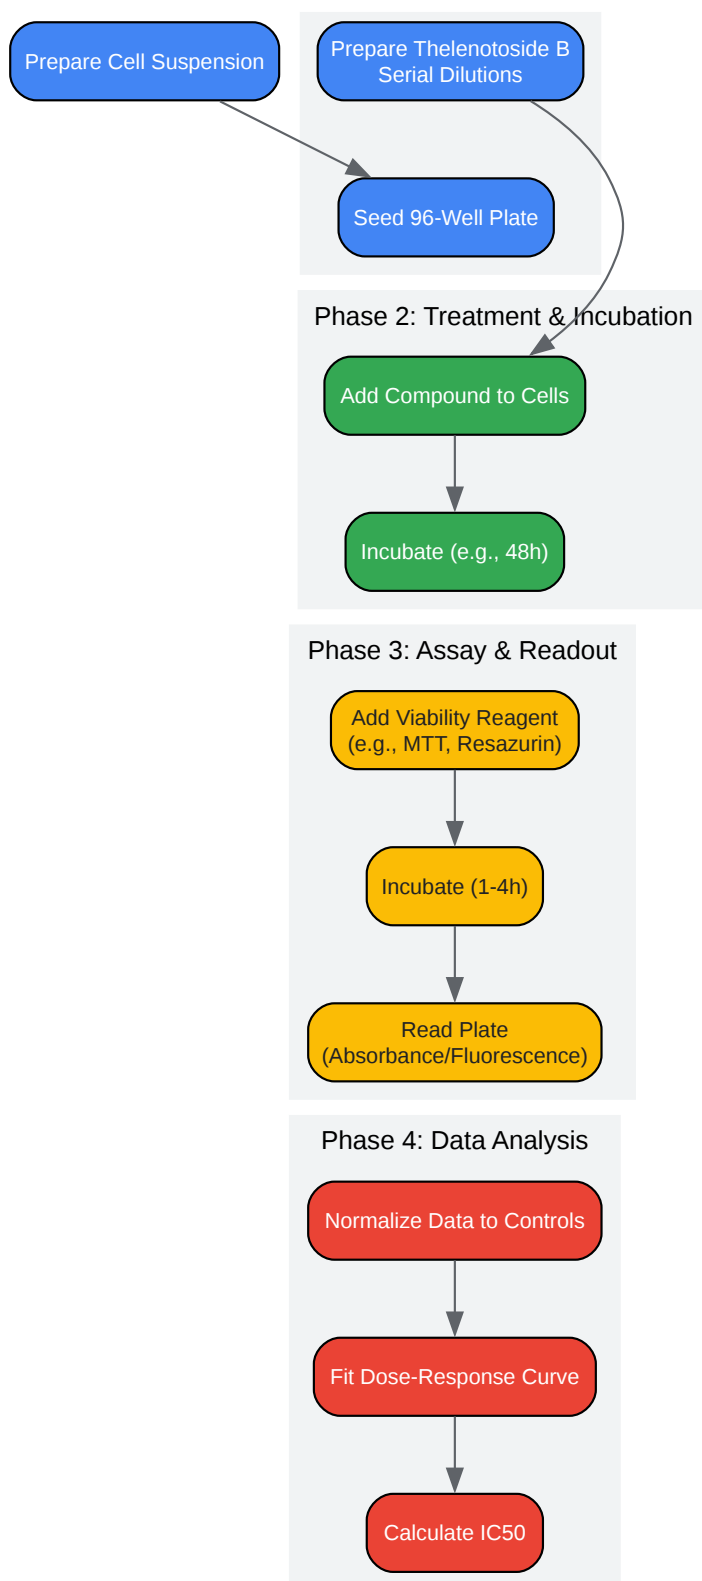 Prepare Cell Suspension
Prepare Thelenotoside B
Serial Dilutions
Seed 96-Well Plate
Phase 2: Treatment & Incubation
Add Compound to Cells
Incubate (e.g., 48h)
Phase 3: Assay & Readout
Add Viability Reagent
(e.g., MTT, Resazurin)
Incubate (1-4h)
Read Plate
(Absorbance/Fluorescence)
Phase 4: Data Analysis
Normalize Data to Controls
Fit Dose-Response Curve
Calculate IC50